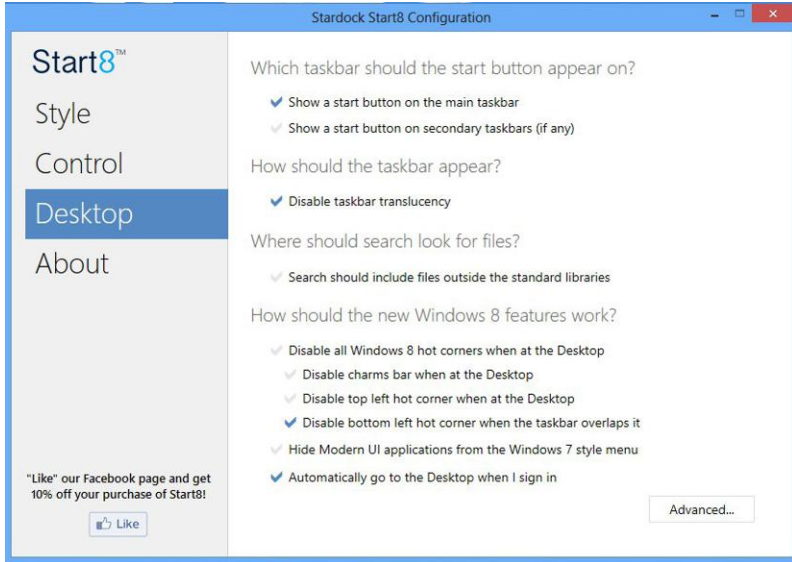 Stardock Start8 Configuration
Start8™
Style
Control
Desktop
About
"Like" our Facebook page and get
10% off your purchase of Start8!
Like
Which taskbar should the start button appear on?
Show a start button on the main taskbar
Show a start button on secondary taskbars (if any)
How should the taskbar appear?
Disable taskbar translucency
Where should search look for files?
Search should include files outside the standard libraries
How should the new Windows 8 features work?
Disable all Windows 8 hot corners when at the Desktop
Disable charms bar when at the Desktop
Disable top left hot corner when at the Desktop
Disable bottom left hot corner when the taskbar overlaps it
Hide Modern UI applications from the Windows 7 style menu
Automatically go to the Desktop when I sign in
Advanced...